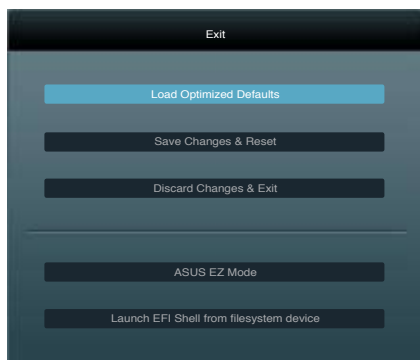 Exit
Load Optimized Defaults
Save Changes & Reset
Discard Changes & Exit
ASUS EZ Mode
Launch EFI Shell from filesystem device